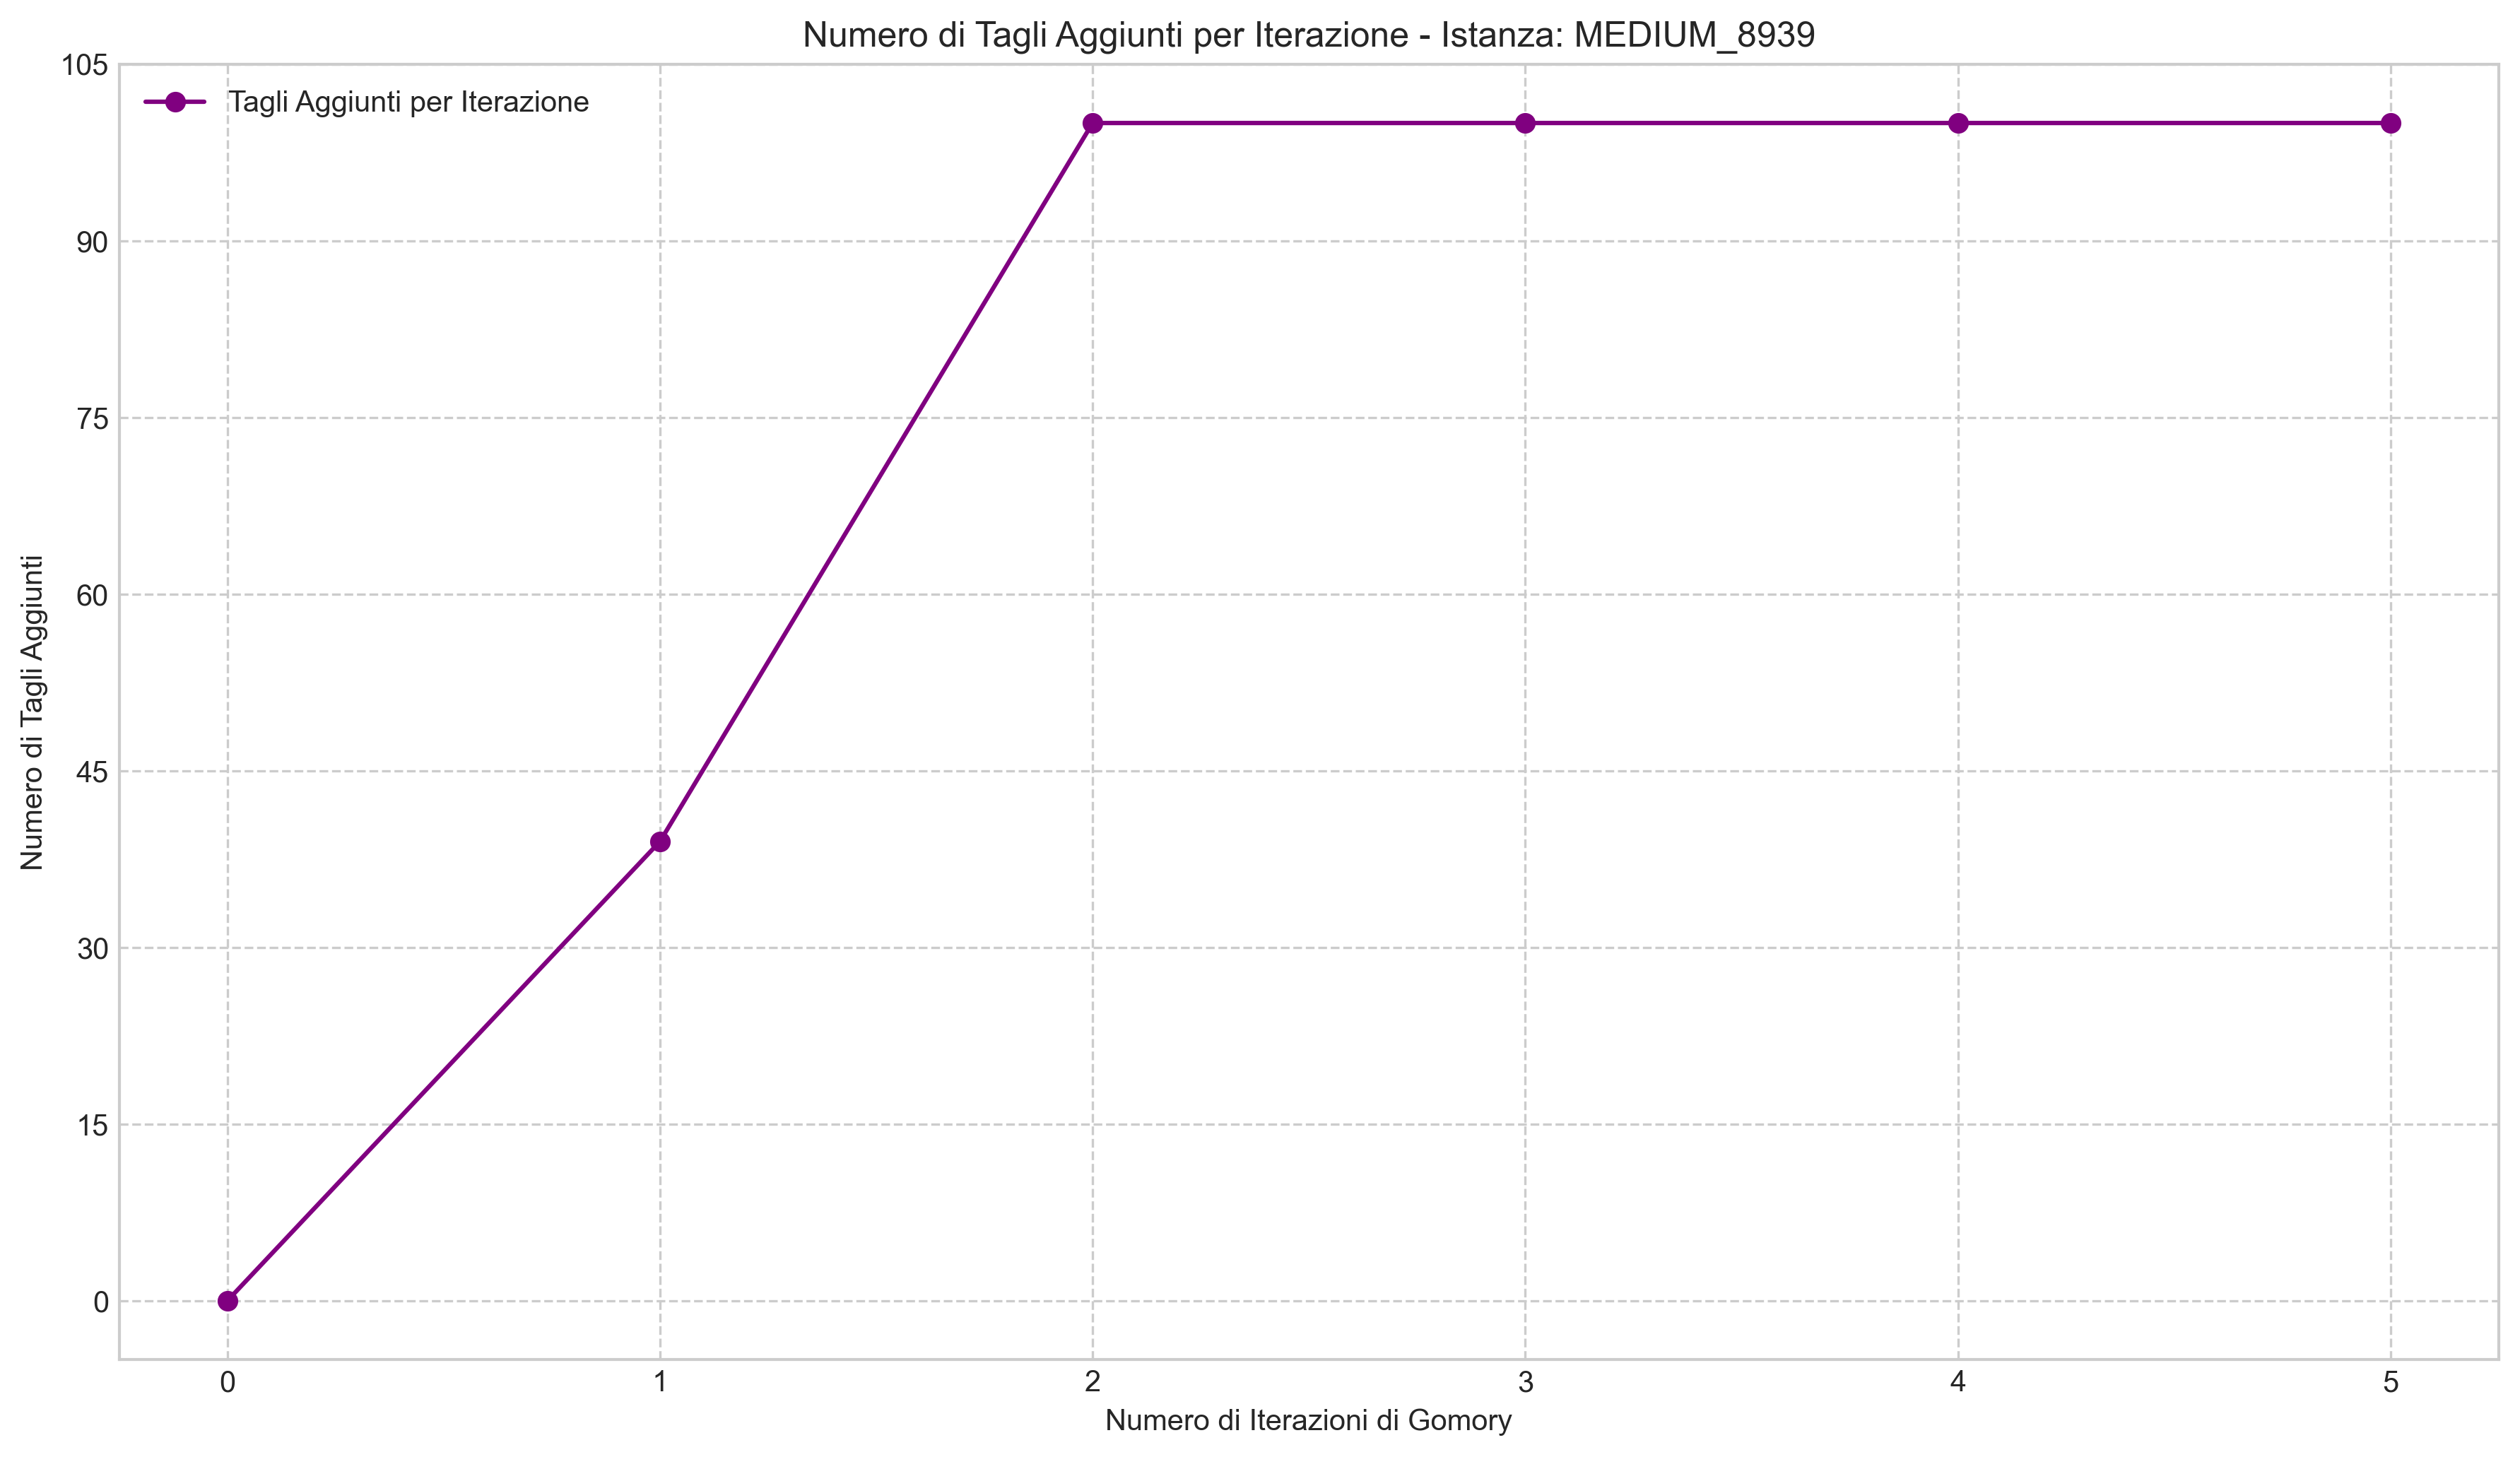 Numero di Tagli Aggiunti per Iterazione - Istanza: MEDIUM_8939
Tagli Aggiunti per Iterazione
Numero di Tagli Aggiunti
105
90
75
60
45
30
15
0
0 1 2 3 4 5
Numero di Iterazioni di Gomory